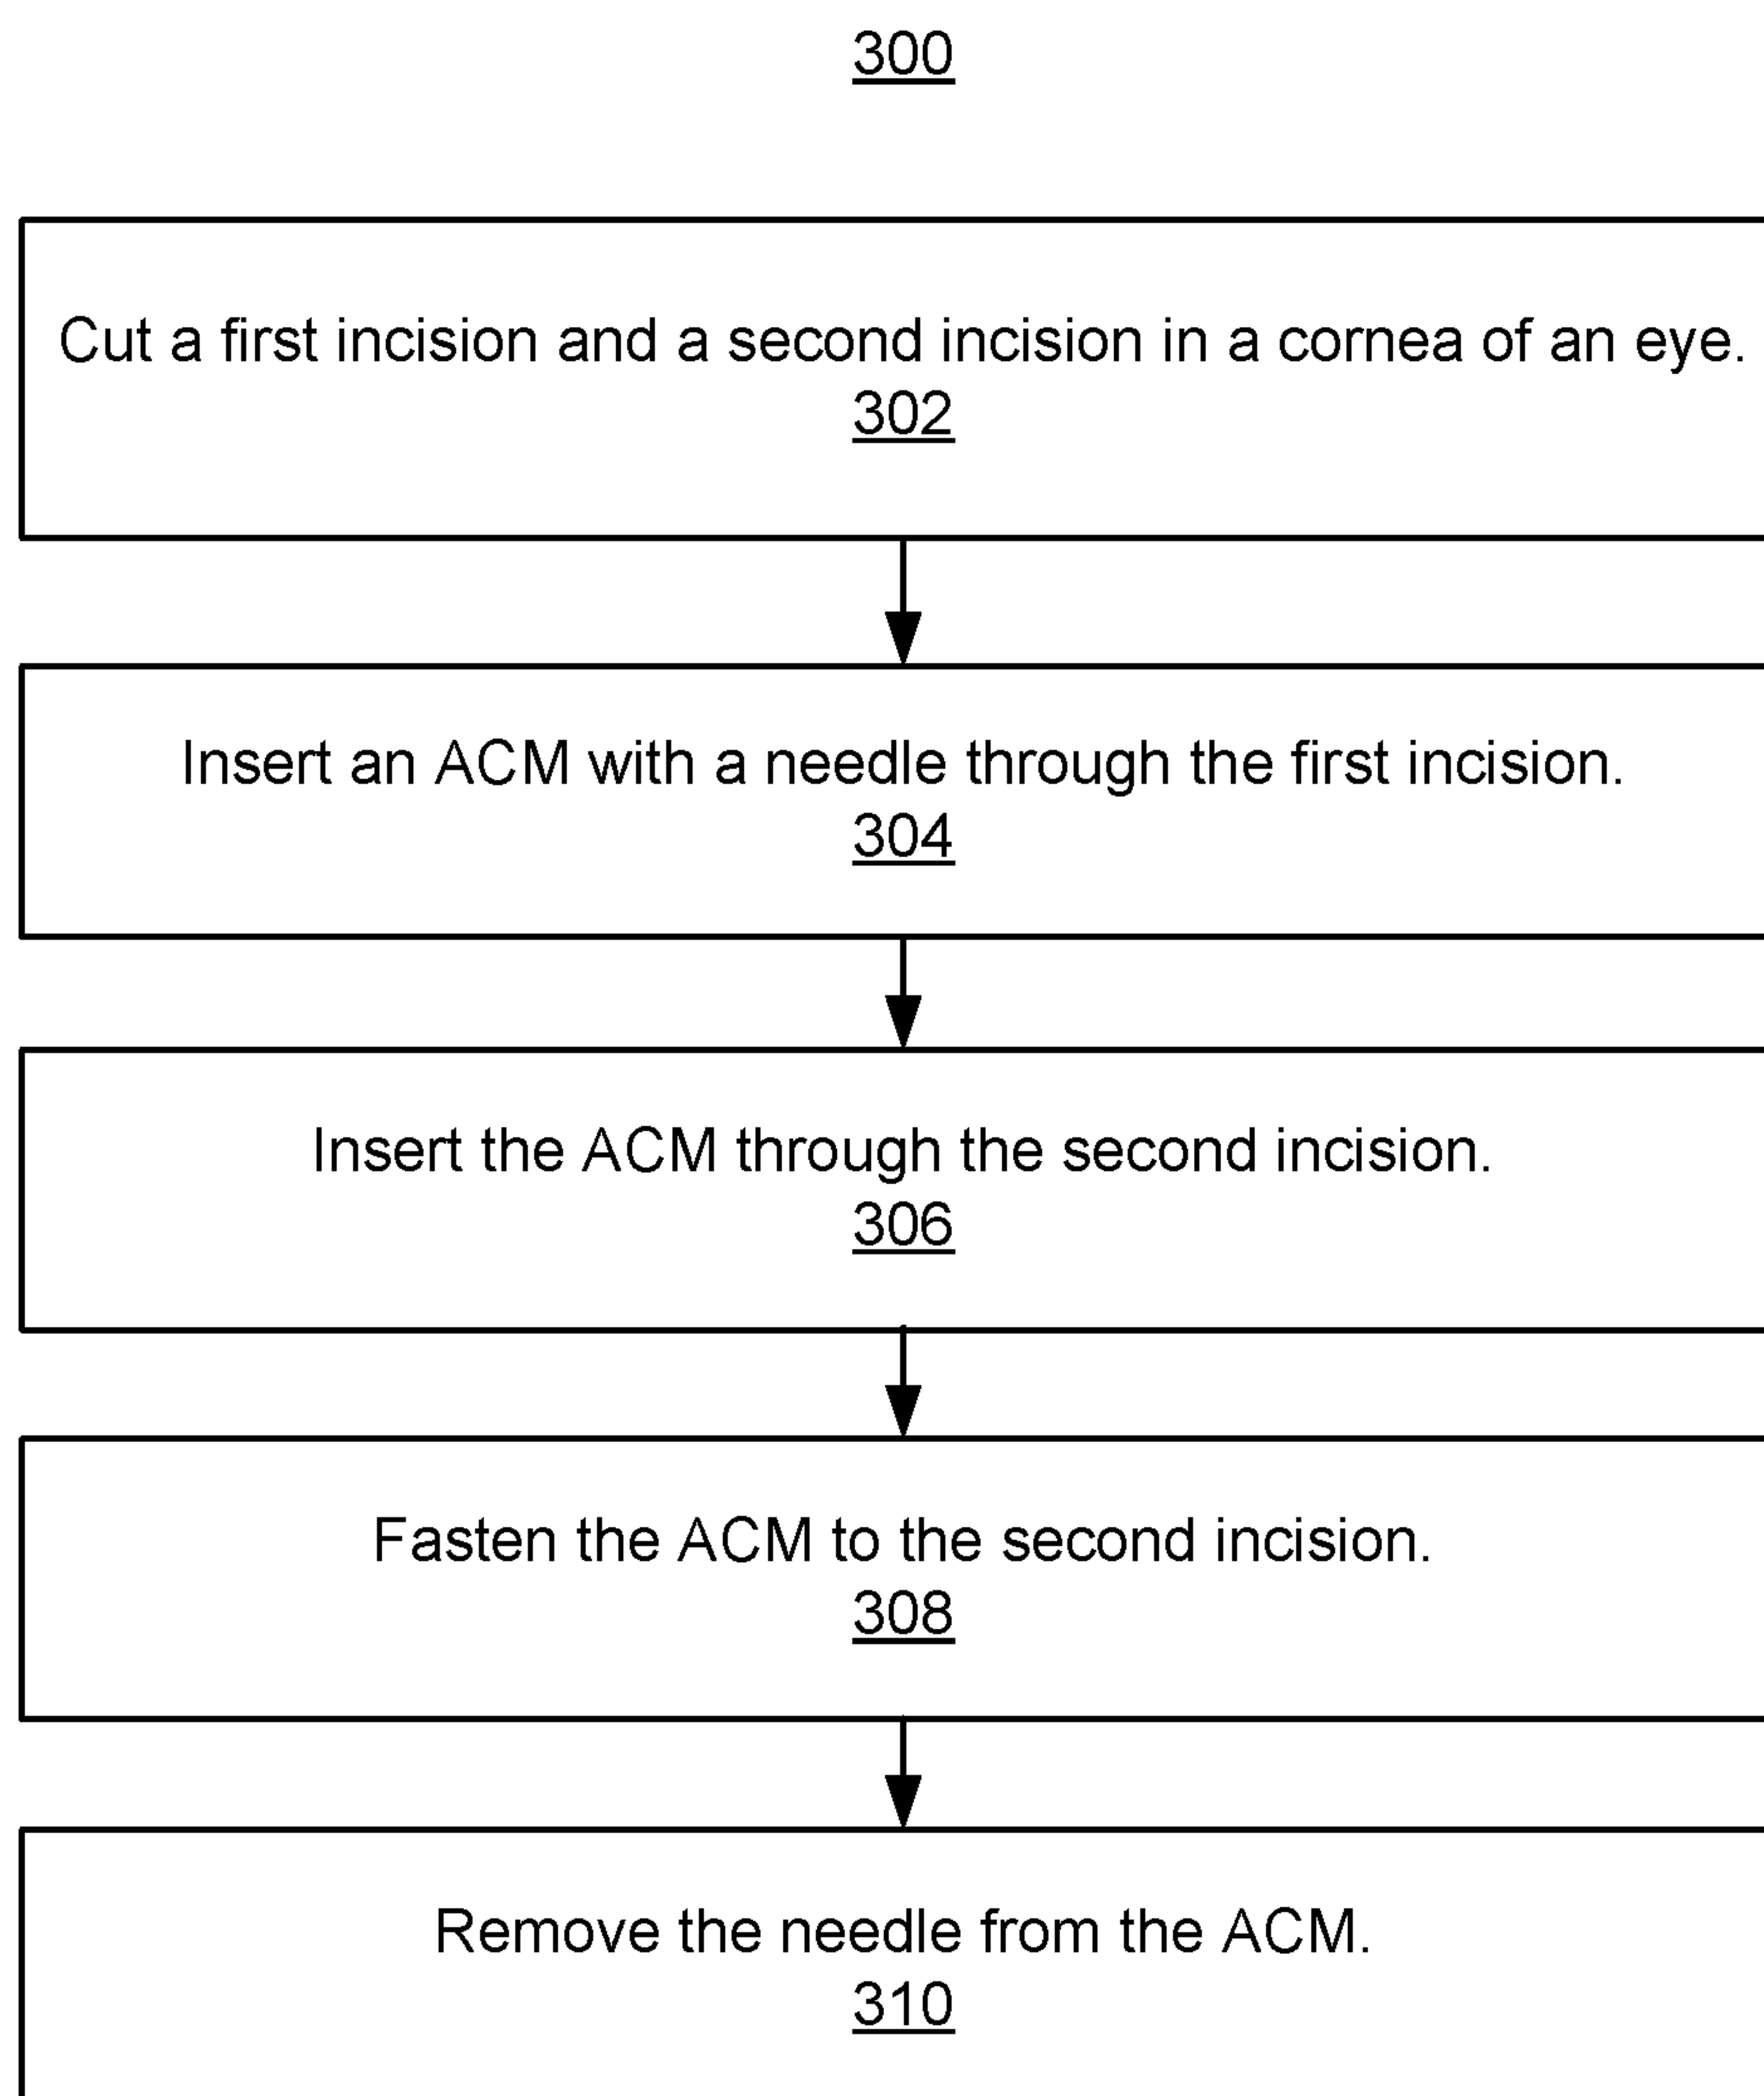 300
Cut a first incision and a second incision in a cornea of an eye.
302
Insert an ACM with a needle through the first incision.
304
Insert the ACM through the second incision.
306
Fasten the ACM to the second incision.
308
Remove the needle from the ACM.
310